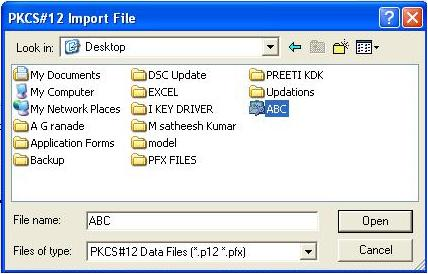 PKCS#12 Import File
Look in: Desktop
My Documents DSC Update PREETI KDK
My Computer EXCEL Updations
My Network Places I KEY DRIVER ABC
A G ranade M satheesh Kumar
Application Forms model
Backup PFX FILES
File name: ABC Open
Files of type: PKCS#12 Data Files (*.p12 *.pfx) Cancel